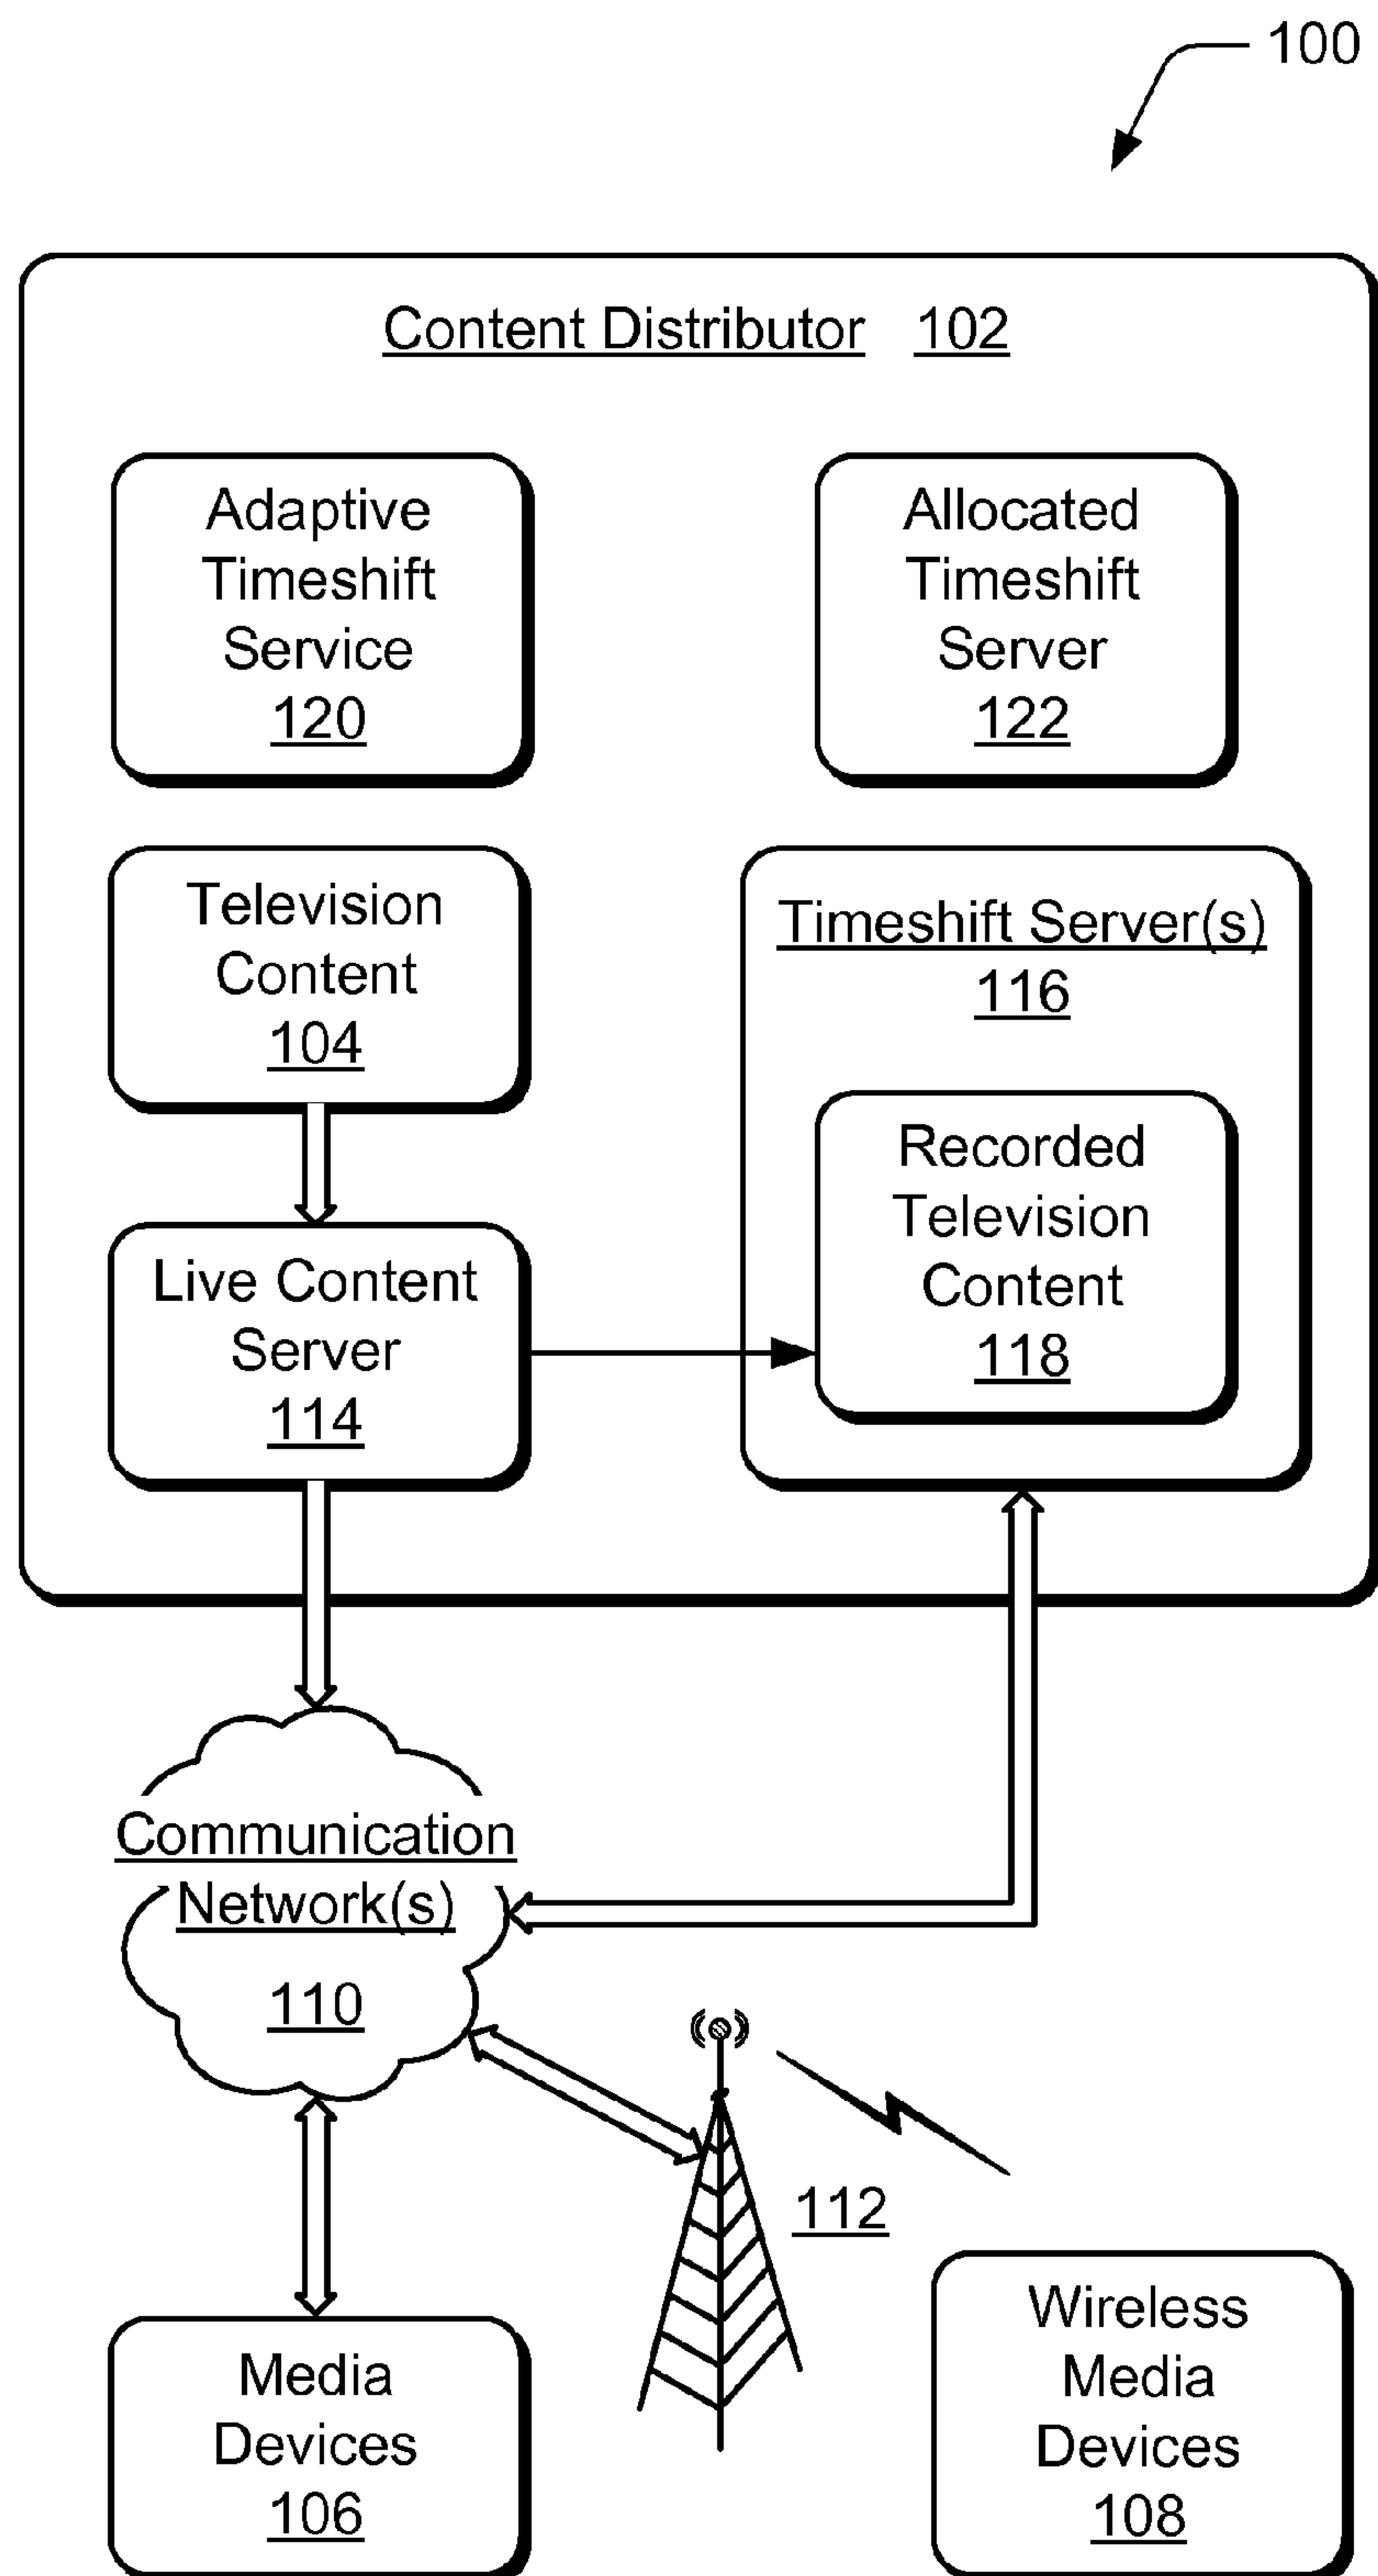 100
Content Distributor 102
Adaptive
Timeshift
Service
120
Allocated
Timeshift
Server
122
Television
Content
104
Timeshift Server(s)
116
Recorded
Television
Content
118
Live Content
Server
114
Communication
Network(s)
110
112
Media
Devices
106
Wireless
Media
Devices
108